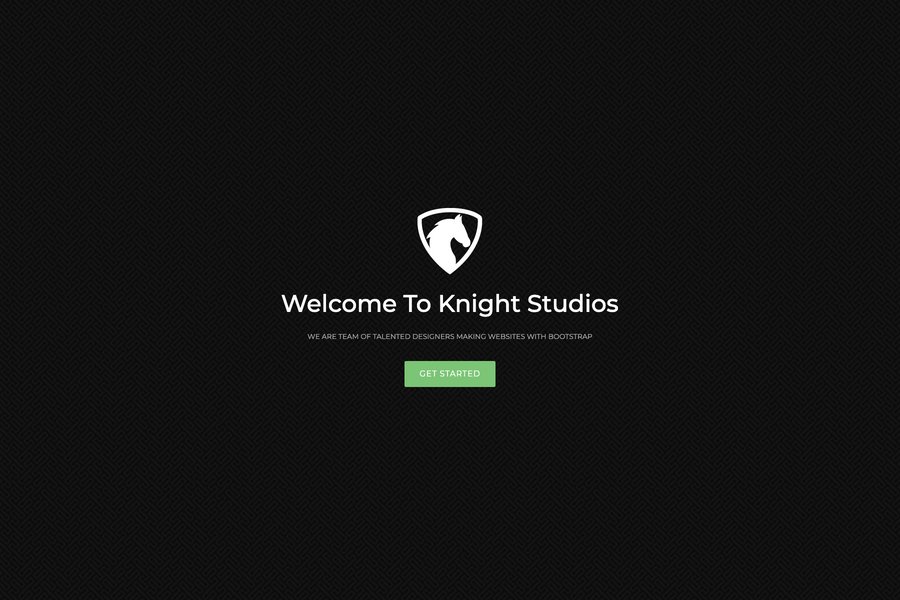 Welcome To Knight Studios
WE ARE TEAM OF TALENTED DESIGNERS MAKING WEBSITES WITH BOOTSTRAP
GET STARTED